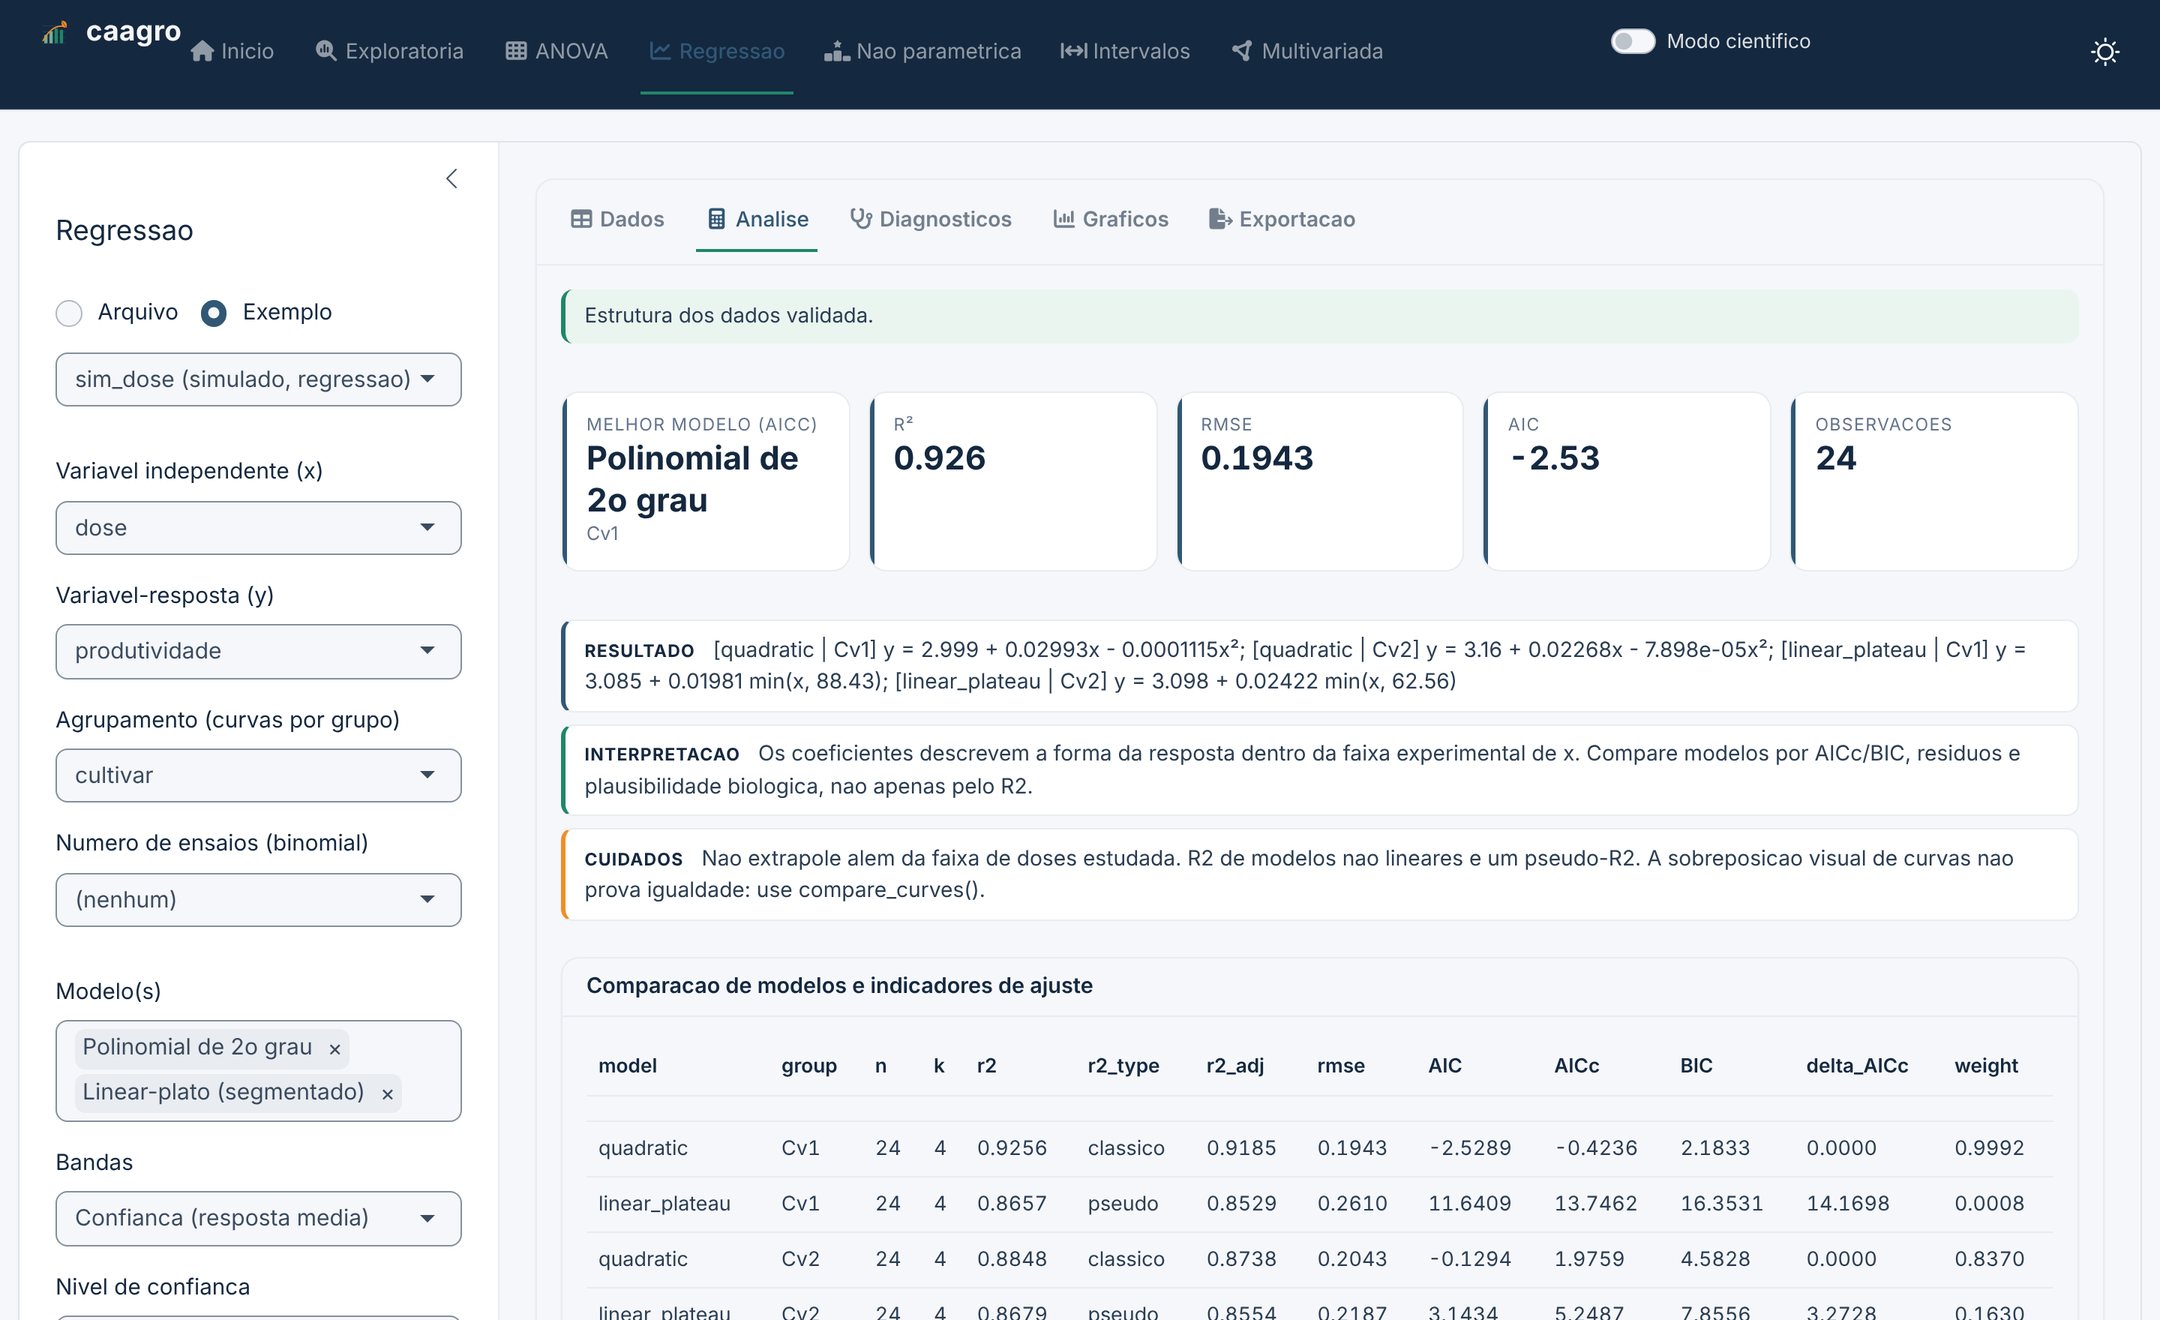 caagro
Inicio
Exploratoria
ANOVA
Regressao
Nao parametrica
Intervalos
Multivariada
Modo cientifico
Regressao
Arquivo
Exemplo
sim_dose (simulado, regressao)
Variavel independente (x)
dose
Variavel-resposta (y)
produtividade
Agrupamento (curvas por grupo)
cultivar
Numero de ensaios (binomial)
(nenhum)
Modelo(s)
Polinomial de 2o grau ×
Linear-plato (segmentado) ×
Bandas
Confianca (resposta media)
Nivel de confianca
Dados
Analise
Diagnosticos
Graficos
Exportacao
Estrutura dos dados validada.
MELHOR MODELO (AICC)
Polinomial de
2o grau
Cv1
R²
0.926
RMSE
0.1943
AIC
-2.53
OBSERVACOES
24
RESULTADO [quadratic | Cv1] y = 2.999 + 0.02993x - 0.0001115x²; [quadratic | Cv2] y = 3.16 + 0.02268x - 7.898e-05x²; [linear_plateau | Cv1] y =
3.085 + 0.01981 min(x, 88.43); [linear_plateau | Cv2] y = 3.098 + 0.02422 min(x, 62.56)
INTERPRETACAO Os coeficientes descrevem a forma da resposta dentro da faixa experimental de x. Compare modelos por AICc/BIC, residuos e
plausibilidade biologica, nao apenas pelo R2.
CUIDADOS Nao extrapole alem da faixa de doses estudada. R2 de modelos nao lineares e um pseudo-R2. A sobreposicao visual de curvas nao
prova igualdade: use compare_curves().
Comparacao de modelos e indicadores de ajuste
model group n k r2 r2_type r2_adj rmse AIC AICc BIC delta_AICc weight
quadratic Cv1 24 4 0.9256 classico 0.9185 0.1943 -2.5289 -0.4236 2.1833 0.0000 0.9992
linear_plateau Cv1 24 4 0.8657 pseudo 0.8529 0.2610 11.6409 13.7462 16.3531 14.1698 0.0008
quadratic Cv2 24 4 0.8848 classico 0.8738 0.2043 -0.1294 1.9759 4.5828 0.0000 0.8370
linear_plateau Cv2 24 4 0.8679 pseudo 0.8554 0.2187 3.1434 5.2487 7.8556 3.2728 0.1630